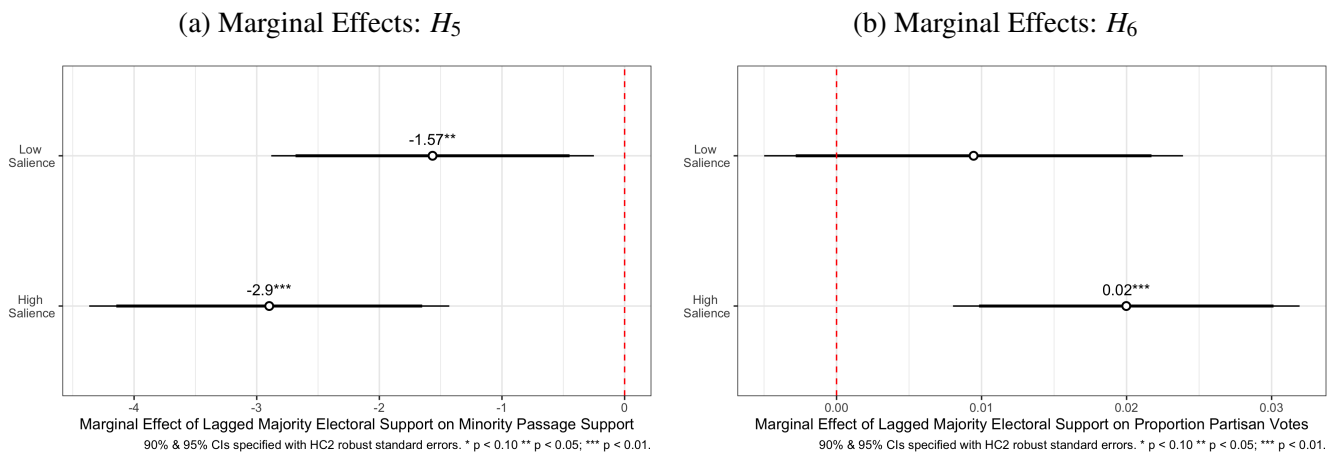 (a) Marginal Effects: H5
Low
Salience
-1.57**
High
Salience
-2.9***
-4 -3 -2 -1 0
Marginal Effect of Lagged Majority Electoral Support on Minority Passage Support
90% & 95% CIs specified with HC2 robust standard errors. * p < 0.10 ** p < 0.05; *** p < 0.01.
(b) Marginal Effects: H6
Low
Salience
High
Salience
0.02***
0.00 0.01 0.02 0.03
Marginal Effect of Lagged Majority Electoral Support on Proportion Partisan Votes
90% & 95% CIs specified with HC2 robust standard errors. * p < 0.10 ** p < 0.05; *** p < 0.01.